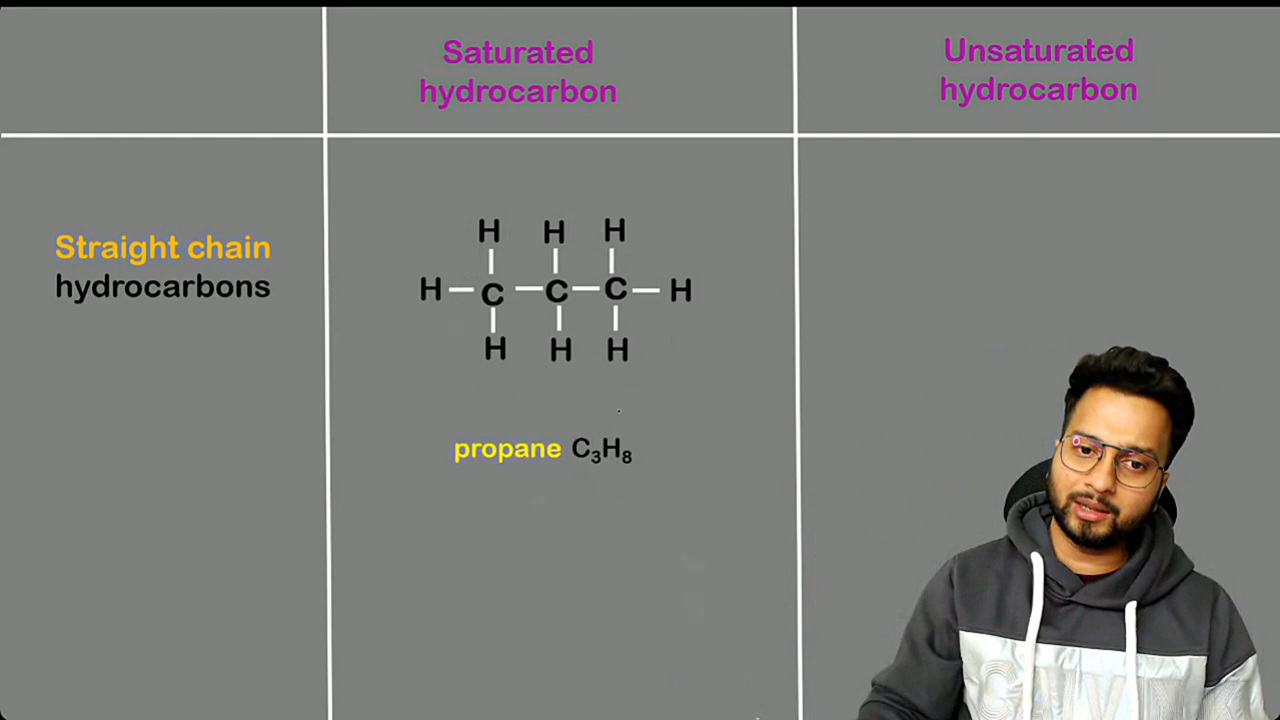 Saturated
hydrocarbon
Unsaturated
hydrocarbon
Straight chain
hydrocarbons
H H H
H C C C H
H H H
propane C₃H₈